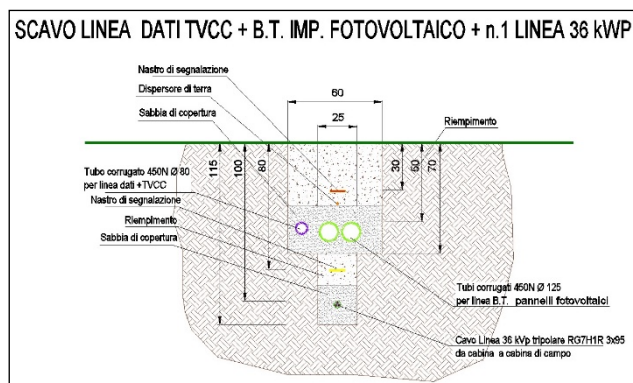 SCAVO LINEA DATI TVCC + B.T. IMP. FOTOVOLTAICO + n.1 LINEA 36 kWP
Nastro di segnalazione
Dispersore di terra
Sabbia di copertura
60
25
Riempimento
115
100
80
30
60
70
Tubo corrugato 450N Ø 80
per linea dati +TVCC
Nastro di segnalazione
Riempimento
Sabbia di copertura
Tubi corrugati 450N Ø 125
per linea B.T. pannelli fotovoltaici
Cavo Linea 36 kVp tripolare RG7H1R 3x95
da cabina a cabina di campo